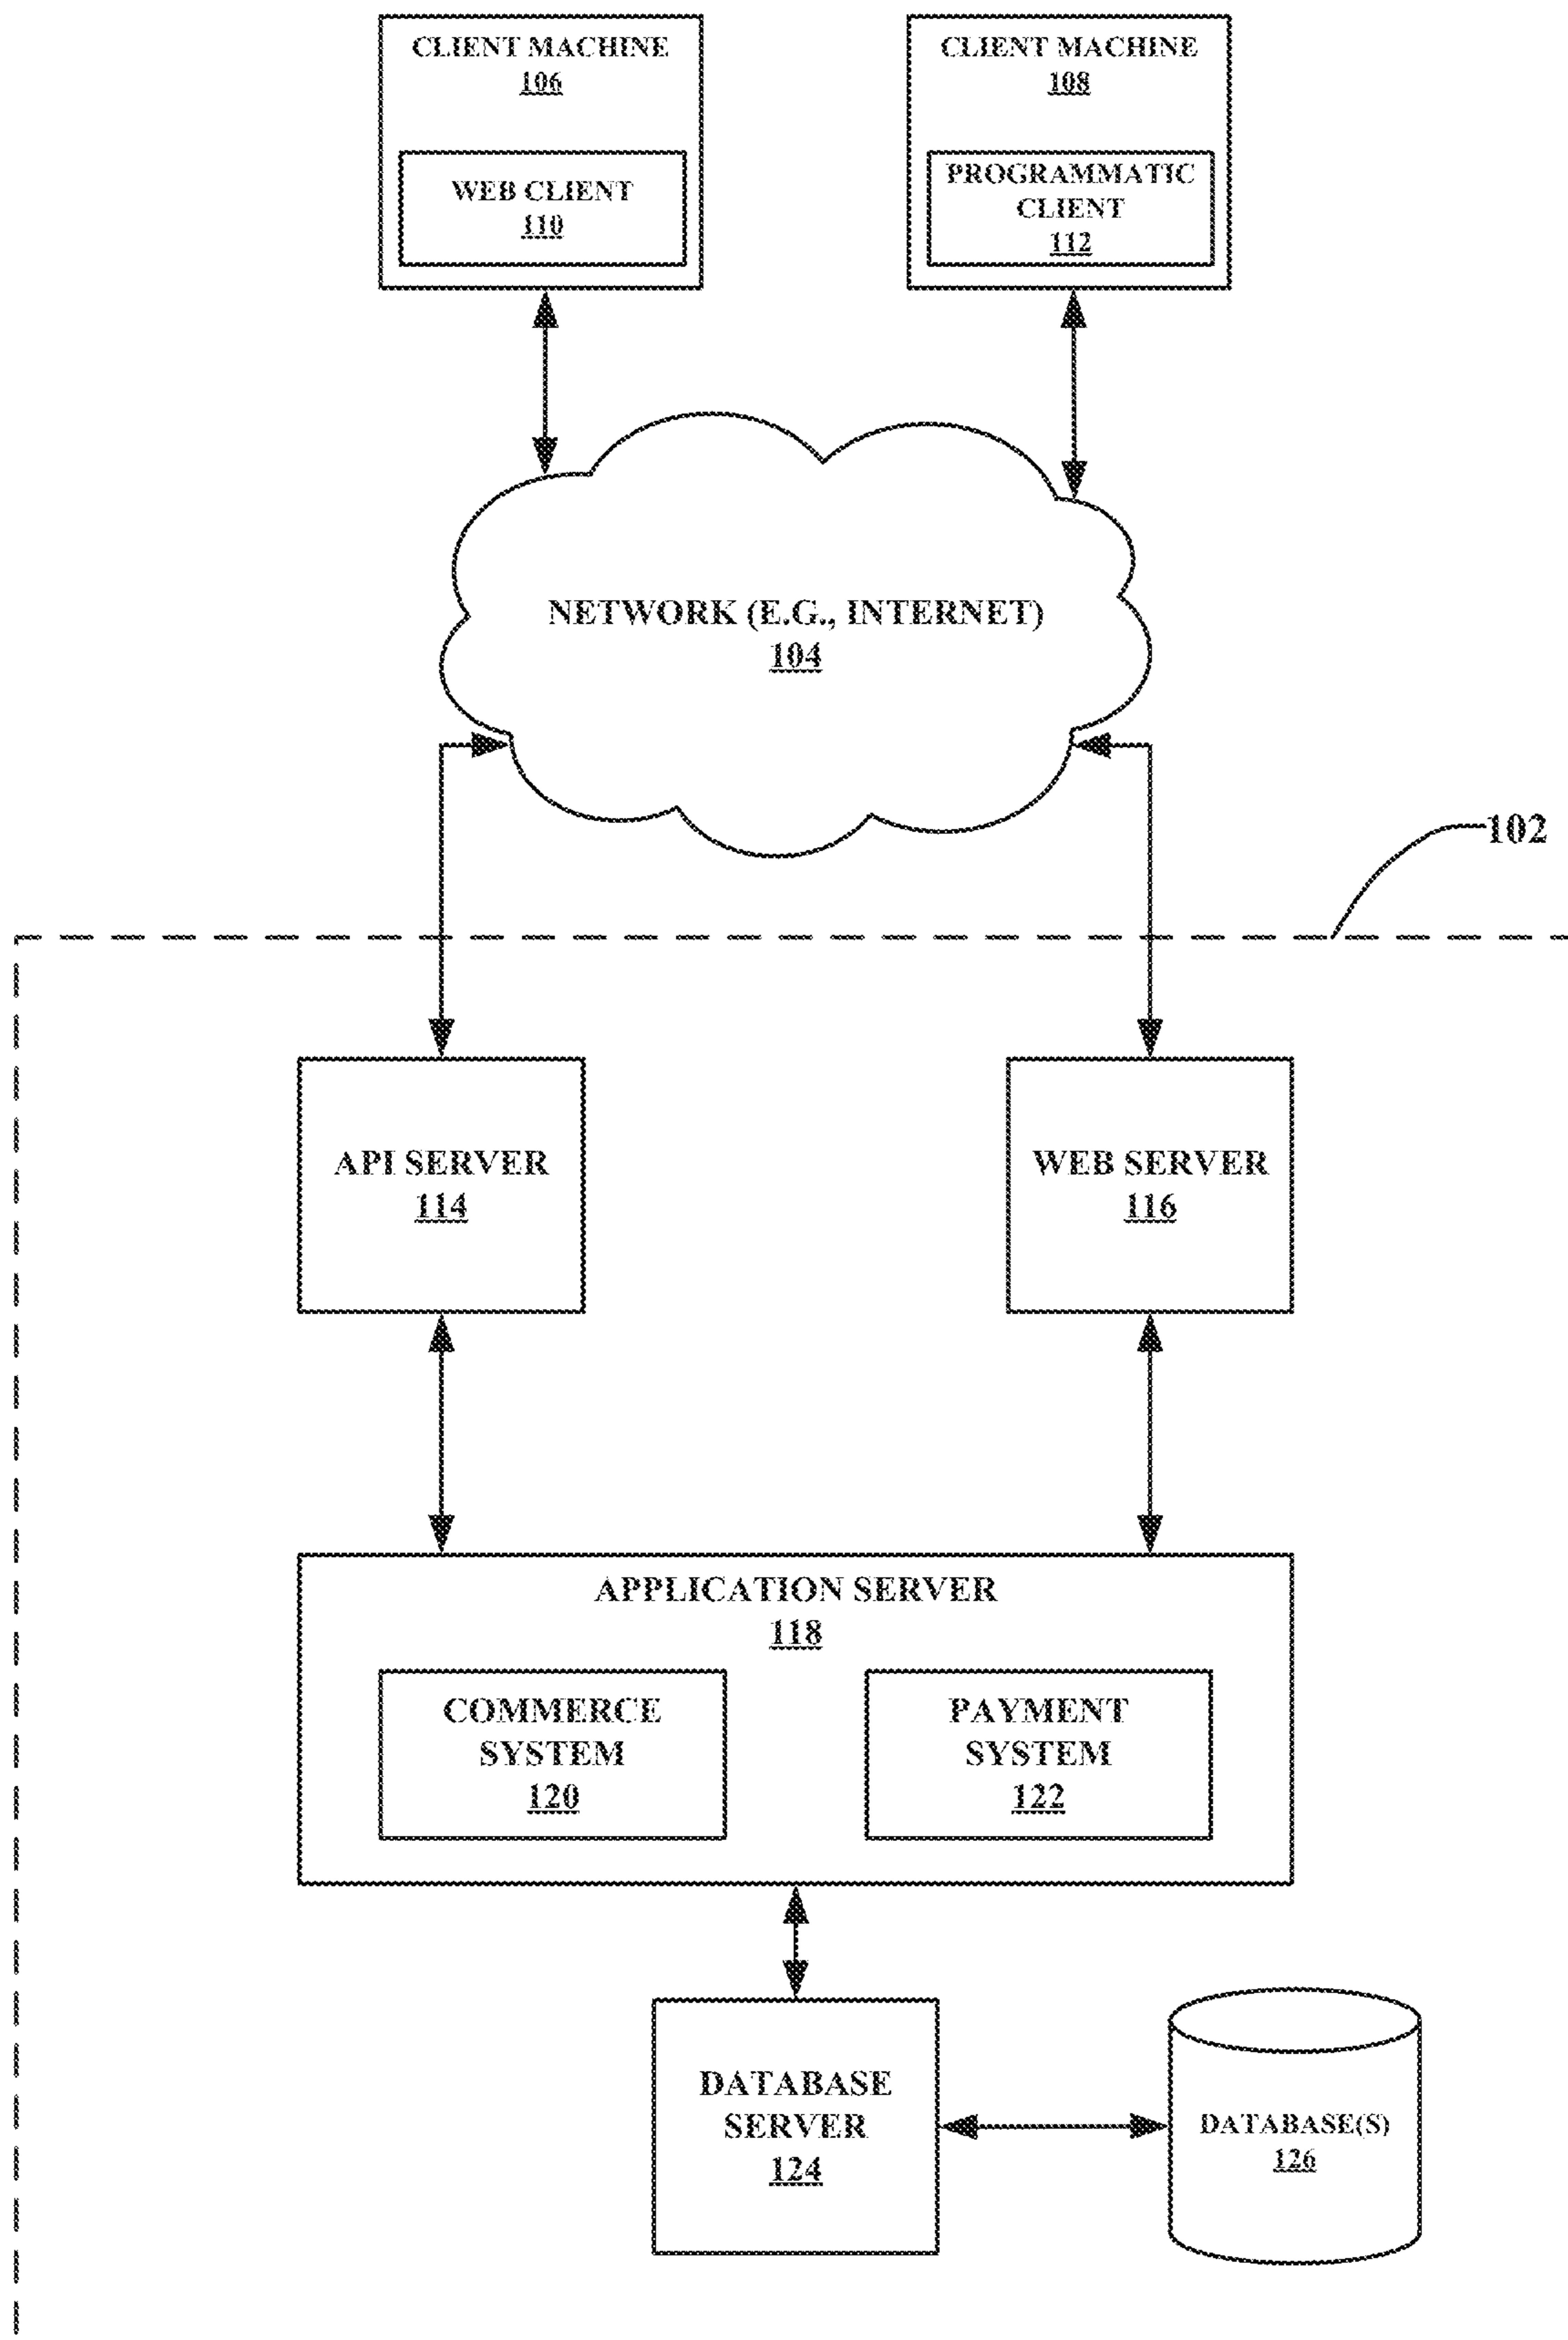 CLIENT MACHINE
106
WEB CLIENT
110
CLIENT MACHINE
108
PROGRAMMATIC
CLIENT
112
NETWORK (E.G., INTERNET)
104
102
API SERVER
114
WEB SERVER
116
APPLICATION SERVER
118
COMMERCE
SYSTEM
120
PAYMENT
SYSTEM
122
DATABASE
SERVER
124
DATABASE(S)
126